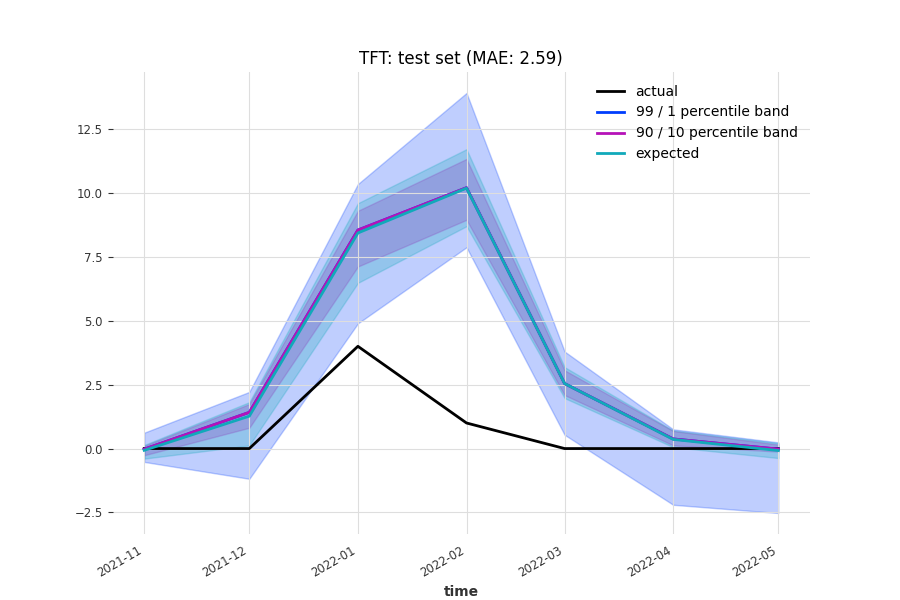 TFT: test set (MAE: 2.59)
actual
99 / 1 percentile band
90 / 10 percentile band
expected
12.5
10.0
7.5
5.0
2.5
0.0
−2.5
2021-11
2021-12
2022-01
2022-02
2022-03
2022-04
2022-05
time